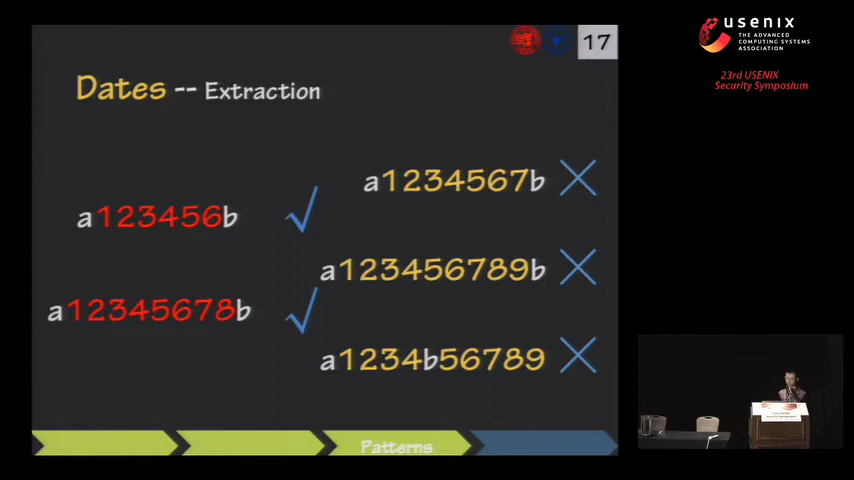 17
Dates -- Extraction
a123456b √
a12345678b √
a1234567b ×
a123456789b ×
a1234b56789 ×
Patterns
usenix
THE ADVANCED
COMPUTING SYSTEMS
ASSOCIATION
23rd USENIX
Security Symposium